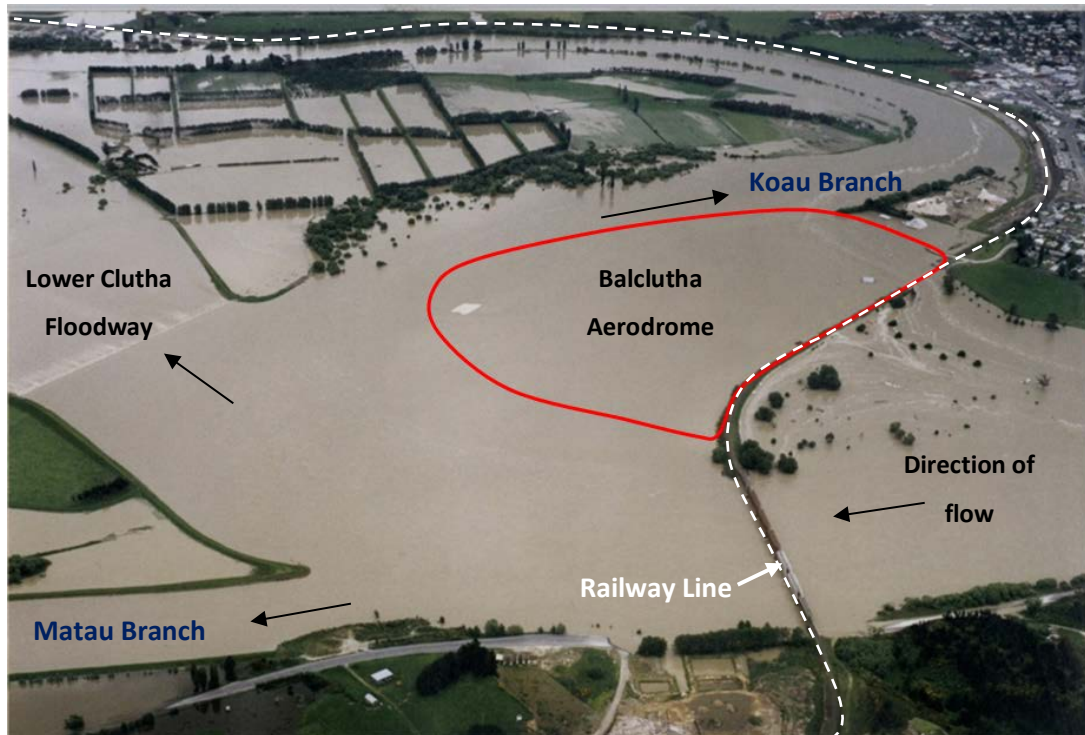 Koau Branch
Lower Clutha
Floodway
Balclutha
Aerodrome
Direction of
flow
Railway Line
Matau Branch